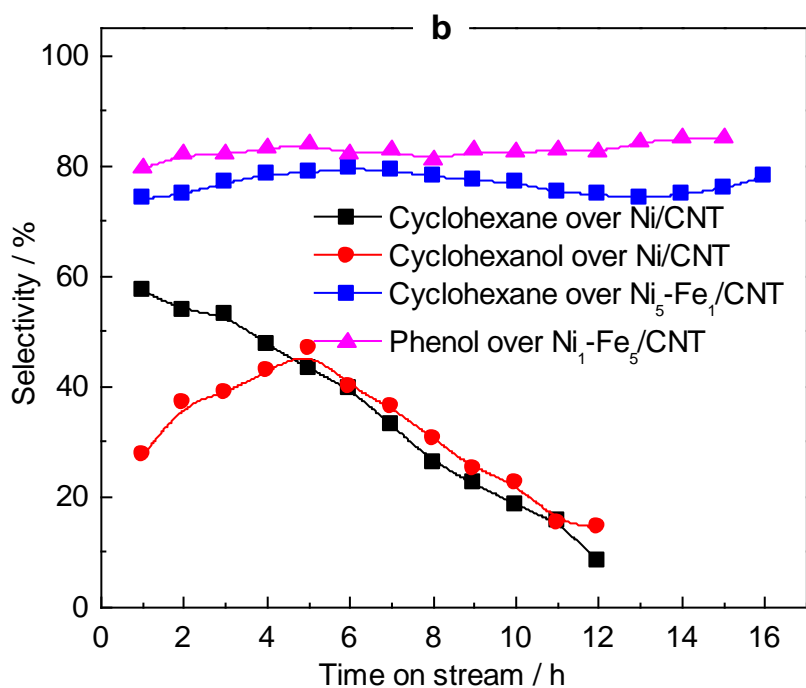 b
100
80
60
40
20
0
Selectivity / %
Cyclohexane over Ni/CNT
Cyclohexanol over Ni/CNT
Cyclohexane over Ni₅-Fe₁/CNT
Phenol over Ni₁-Fe₅/CNT
0 2 4 6 8 10 12 14 16
Time on stream / h